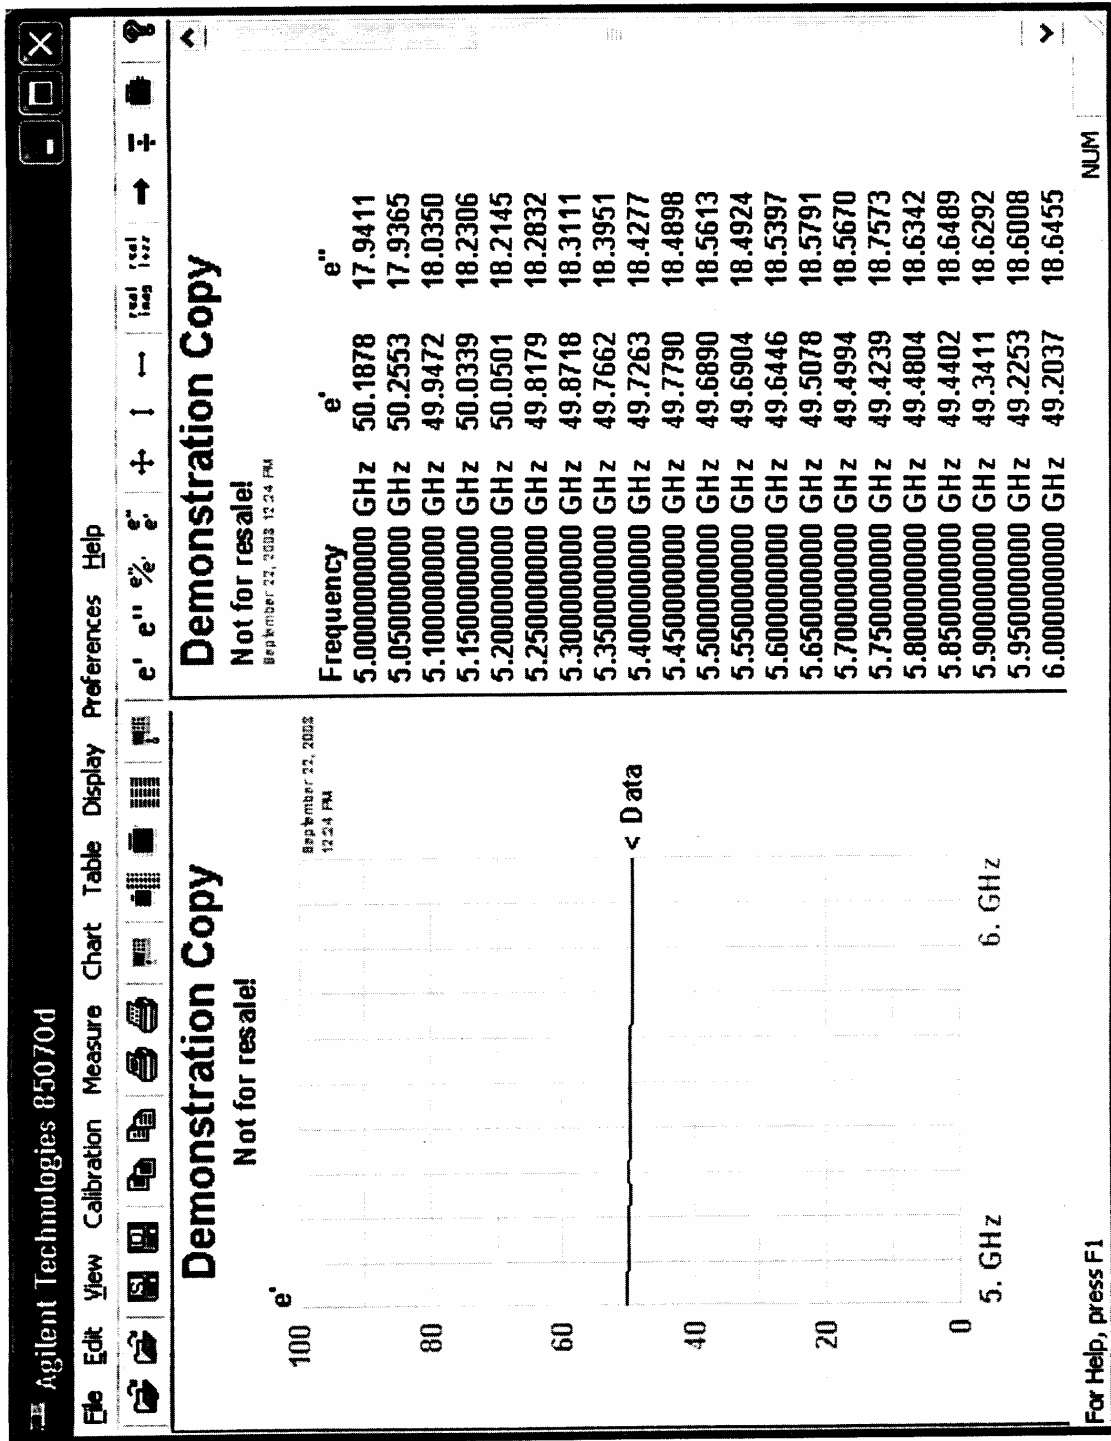 Agilent Technologies 85070d
File Edit View Calibration Measure Chart Table Display Preferences Help
e' e'' e''/e' e'' e' real imag
Demonstration Copy
Not for resale!
September 22, 2003
12:24 PM
e'
100
80
60
40
20
0
5. GHz
6. GHz
< Data
Demonstration Copy
Not for resale!
September 22, 2003 12:24 PM
Frequency e' e''
5.000000000 GHz 50.1878 17.9411
5.050000000 GHz 50.2553 17.9365
5.100000000 GHz 49.9472 18.0350
5.150000000 GHz 50.0339 18.2306
5.200000000 GHz 50.0501 18.2145
5.250000000 GHz 49.8179 18.2832
5.300000000 GHz 49.8718 18.3111
5.350000000 GHz 49.7662 18.3951
5.400000000 GHz 49.7263 18.4277
5.450000000 GHz 49.7790 18.4898
5.500000000 GHz 49.6890 18.5613
5.550000000 GHz 49.6904 18.4924
5.600000000 GHz 49.6446 18.5397
5.650000000 GHz 49.5078 18.5791
5.700000000 GHz 49.4994 18.5670
5.750000000 GHz 49.4239 18.7573
5.800000000 GHz 49.4804 18.6342
5.850000000 GHz 49.4402 18.6489
5.900000000 GHz 49.3411 18.6292
5.950000000 GHz 49.2253 18.6008
6.000000000 GHz 49.2037 18.6455
For Help, press F1
NUM